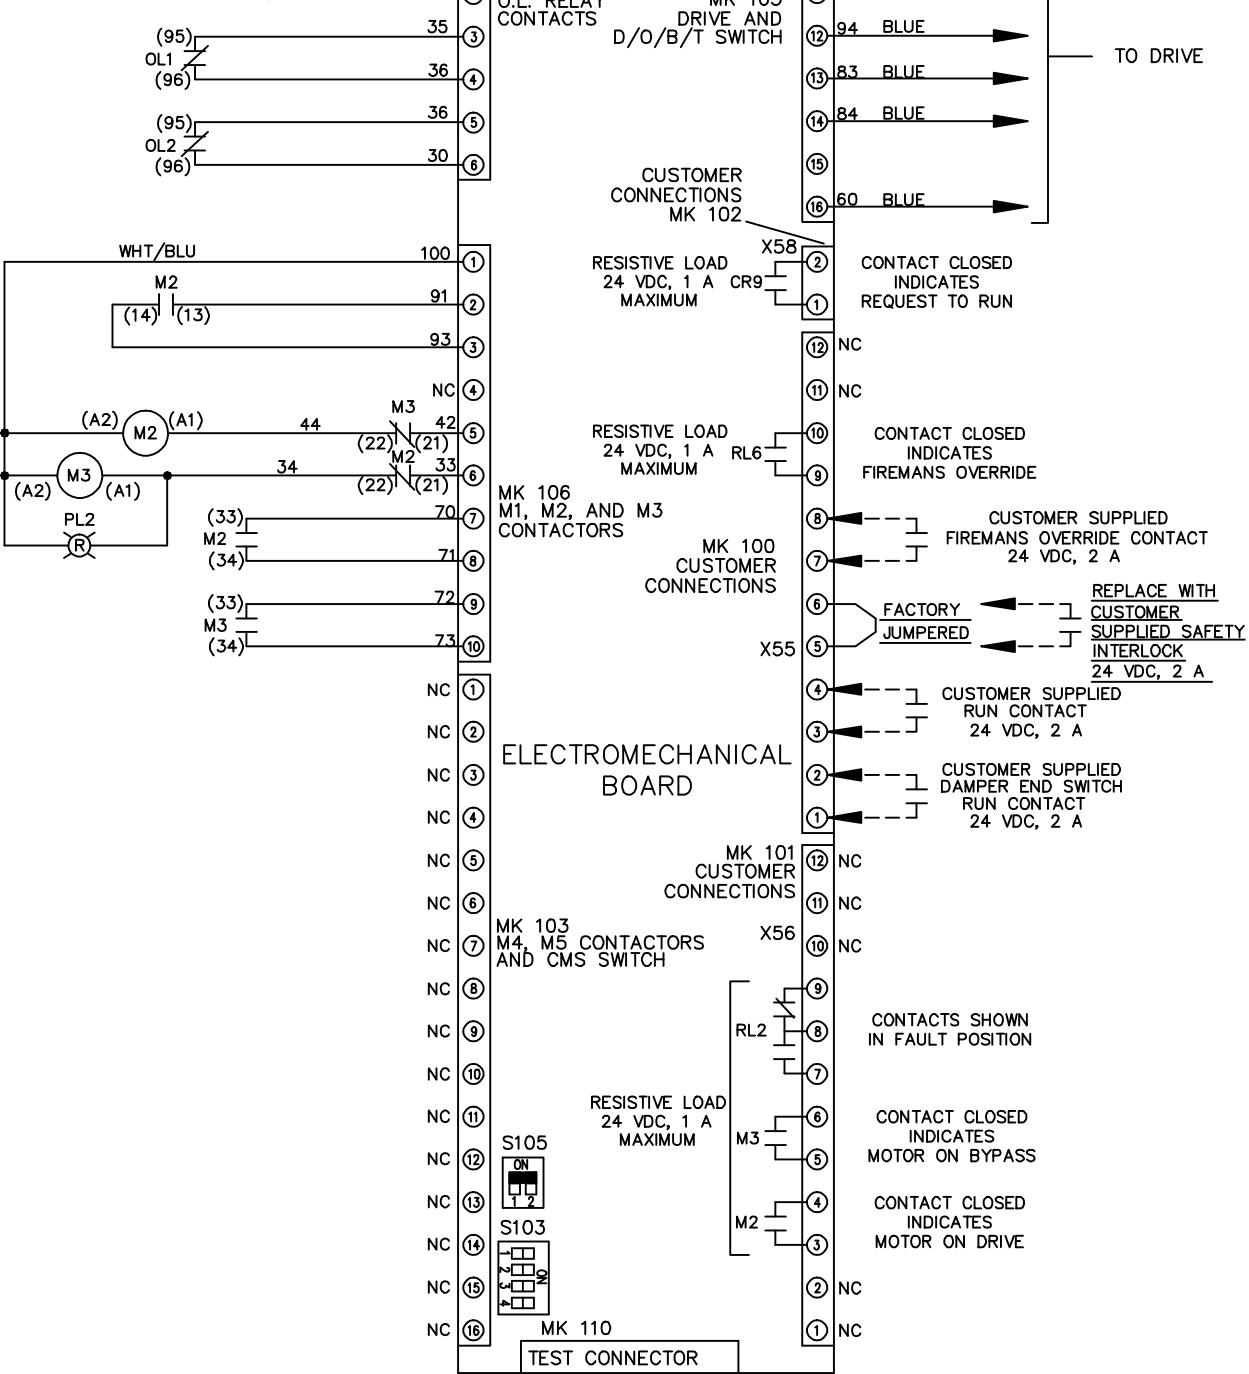 O.L. RELAY
CONTACTS
(95)
OL1
(96)
35
3
36
4
(95)
OL2
(96)
36
5
30
6
MK 105
DRIVE AND
D/O/B/T SWITCH
12
94
BLUE
13
83
BLUE
14
84
BLUE
15
16
60
BLUE
TO DRIVE
CUSTOMER
CONNECTIONS
MK 102
WHT/BLU
100
1
M2
(14)
(13)
91
2
93
3
NC
4
(A2)
M2
(A1)
44
M3
(22)
(21)
42
5
(A2)
M3
(A1)
34
M2
(22)
(21)
33
6
PL2
R
(33)
M2
(34)
70
7
71
8
(33)
M3
(34)
72
9
73
10
MK 106
M1, M2, AND M3
CONTACTORS
X58
2
1
RESISTIVE LOAD
24 VDC, 1 A
MAXIMUM
CR9
CONTACT CLOSED
INDICATES
REQUEST TO RUN
12
NC
11
NC
RESISTIVE LOAD
24 VDC, 1 A
MAXIMUM
RL6
10
9
CONTACT CLOSED
INDICATES
FIREMANS OVERRIDE
MK 100
CUSTOMER
CONNECTIONS
8
7
CUSTOMER SUPPLIED
FIREMANS OVERRIDE CONTACT
24 VDC, 2 A
6
5
X55
FACTORY
JUMPERED
REPLACE WITH
CUSTOMER
SUPPLIED SAFETY
INTERLOCK
24 VDC, 2 A
4
3
CUSTOMER SUPPLIED
RUN CONTACT
24 VDC, 2 A
2
1
CUSTOMER SUPPLIED
DAMPER END SWITCH
RUN CONTACT
24 VDC, 2 A
ELECTROMECHANICAL
BOARD
NC
1
NC
2
NC
3
NC
4
NC
5
NC
6
NC
7
NC
8
NC
9
NC
10
NC
11
NC
12
NC
13
NC
14
NC
15
NC
16
MK 103
M4, M5 CONTACTORS
AND CMS SWITCH
MK 101
CUSTOMER
CONNECTIONS
X56
12
NC
11
NC
10
NC
9
8
7
RL2
CONTACTS SHOWN
IN FAULT POSITION
RESISTIVE LOAD
24 VDC, 1 A
MAXIMUM
M3
6
5
CONTACT CLOSED
INDICATES
MOTOR ON BYPASS
M2
4
3
CONTACT CLOSED
INDICATES
MOTOR ON DRIVE
2
NC
1
NC
S105
ON
1 2
S103
1
2
3
4
ON
MK 110
TEST CONNECTOR